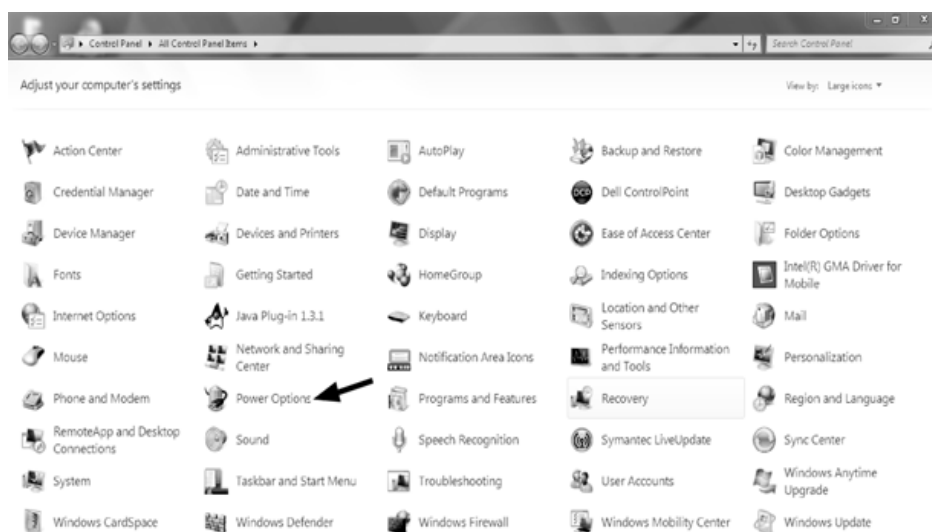 Control Panel ▸ All Control Panel Items ▸
Search Control Panel
Adjust your computer's settings
View by: Large icons
Action Center
Administrative Tools
AutoPlay
Backup and Restore
Color Management
Credential Manager
Date and Time
Default Programs
Dell ControlPoint
Desktop Gadgets
Device Manager
Devices and Printers
Display
Ease of Access Center
Folder Options
Fonts
Getting Started
HomeGroup
Indexing Options
Intel(R) GMA Driver for
Mobile
Internet Options
Java Plug-in 1.3.1
Keyboard
Location and Other
Sensors
Mail
Mouse
Network and Sharing
Center
Notification Area Icons
Performance Information
and Tools
Personalization
Phone and Modem
Power Options
Programs and Features
Recovery
Region and Language
RemoteApp and Desktop
Connections
Sound
Speech Recognition
Symantec LiveUpdate
Sync Center
System
Taskbar and Start Menu
Troubleshooting
User Accounts
Windows Anytime
Upgrade
Windows CardSpace
Windows Defender
Windows Firewall
Windows Mobility Center
Windows Update